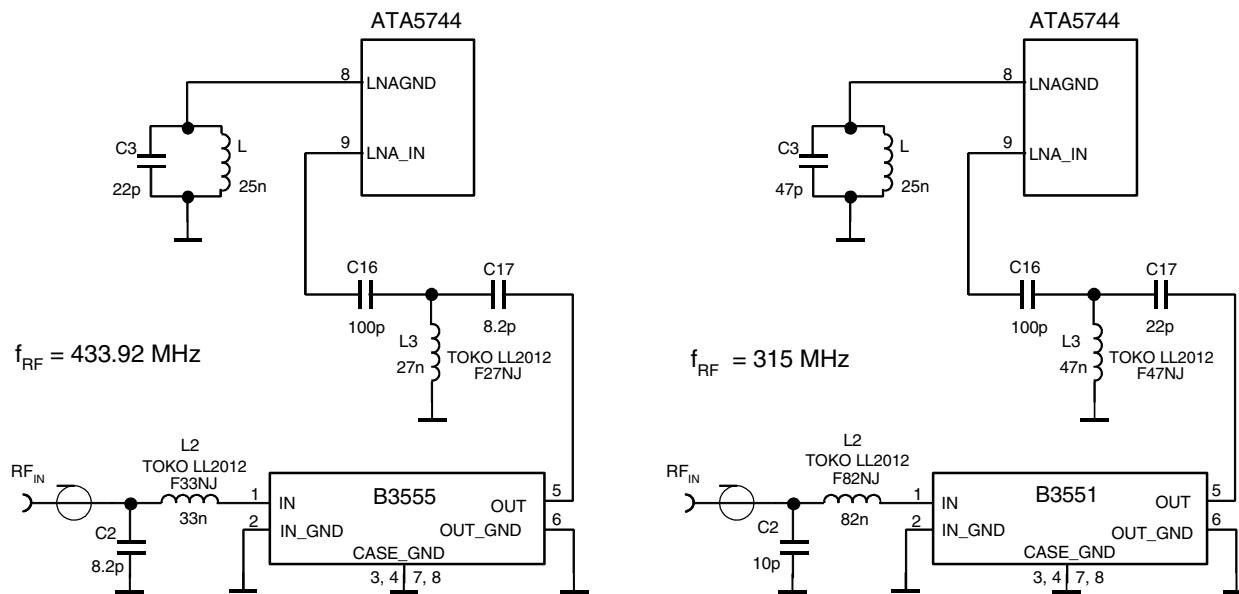 ATA5744
8
LNAGND
C3
L
9
LNA_IN
22p
25n
C16
C17
100p
8.2p
L3
fRF = 433.92 MHz
27n
TOKO LL2012
F27NJ
L2
TOKO LL2012
F33NJ
RFIN
33n
1
IN
B3555
5
OUT
2
IN_GND
6
OUT_GND
C2
8.2p
CASE_GND
3, 4
7, 8
ATA5744
8
LNAGND
C3
L
9
LNA_IN
47p
25n
C16
C17
100p
22p
L3
fRF = 315 MHz
47n
TOKO LL2012
F47NJ
L2
TOKO LL2012
F82NJ
RFIN
82n
1
IN
B3551
5
OUT
2
IN_GND
6
OUT_GND
C2
10p
CASE_GND
3, 4
7, 8